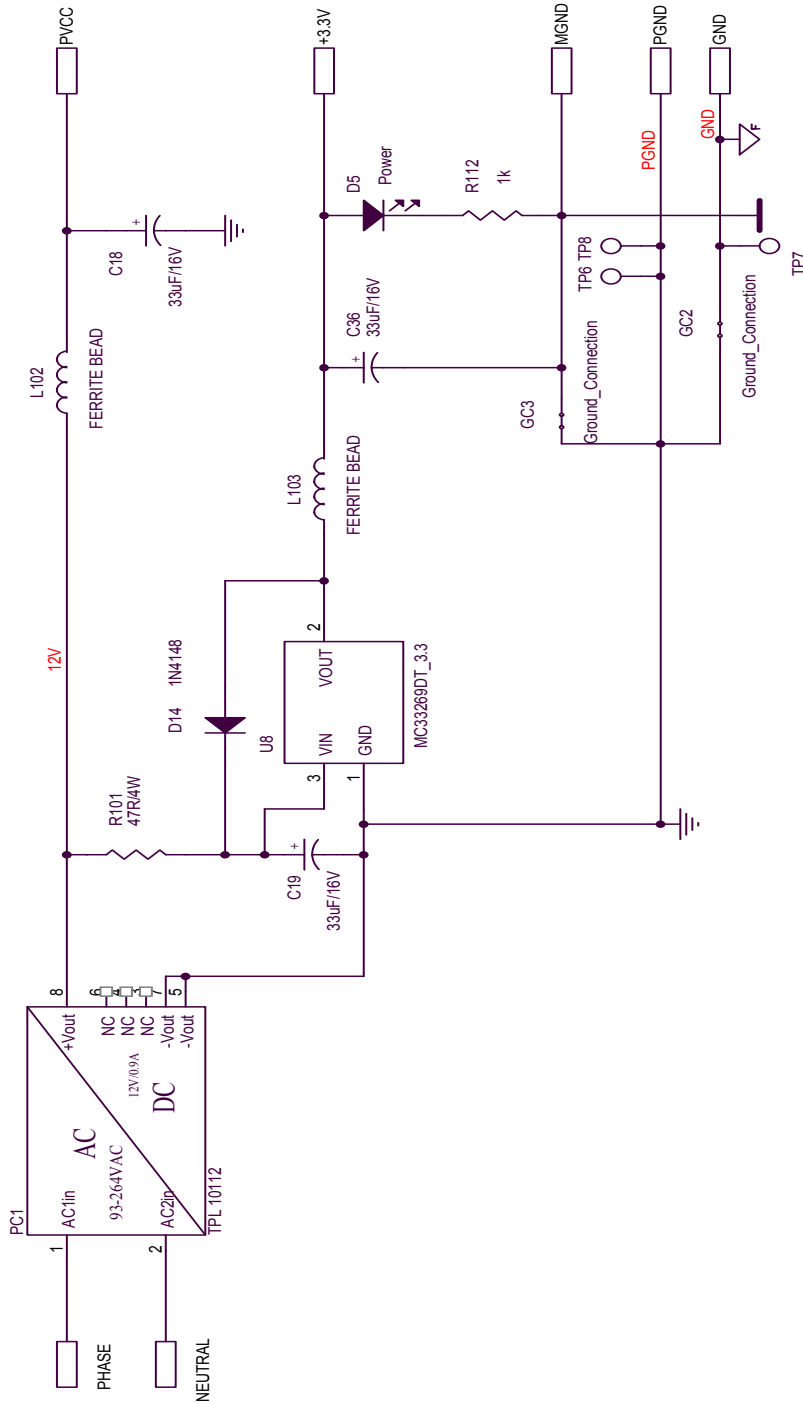 PHASE
NEUTRAL
1
2
PC1
AC1in
AC2in
AC
93-264VAC
12V/0.9A
DC
TPL 10112
+Vout
NC
NC
NC
-Vout
-Vout
8
6
4
3
7
5
12V
R101
47R/4W
D14 1N4148
C19
33uF/16V
U8
3
1
VIN
GND
VOUT
2
MC33269DT_3.3
L102
FERRITE BEAD
C18
+
33uF/16V
L103
FERRITE BEAD
C36
33uF/16V
+
+
D5
Power
R112
1k
GC3
Ground_Connection
TP6 TP8
GC2
Ground_Connection
TP7
PGND
GND
F
PVCC
+3.3V
MGND
PGND
GND